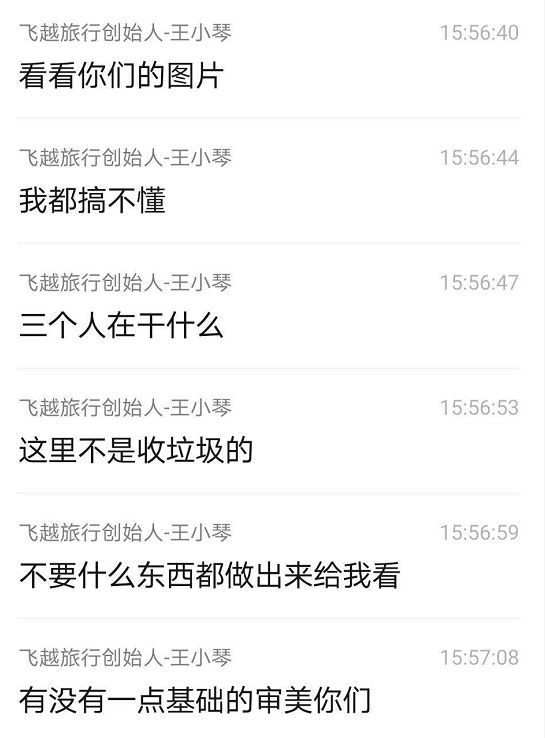 飞越旅行创始人-王小琴 15:56:40
看看你们的图片
飞越旅行创始人-王小琴 15:56:44
我都搞不懂
飞越旅行创始人-王小琴 15:56:47
三个人在干什么
飞越旅行创始人-王小琴 15:56:53
这里不是收垃圾的
飞越旅行创始人-王小琴 15:56:59
不要什么东西都做出来给我看
飞越旅行创始人-王小琴 15:57:08
有没有一点基础的审美你们